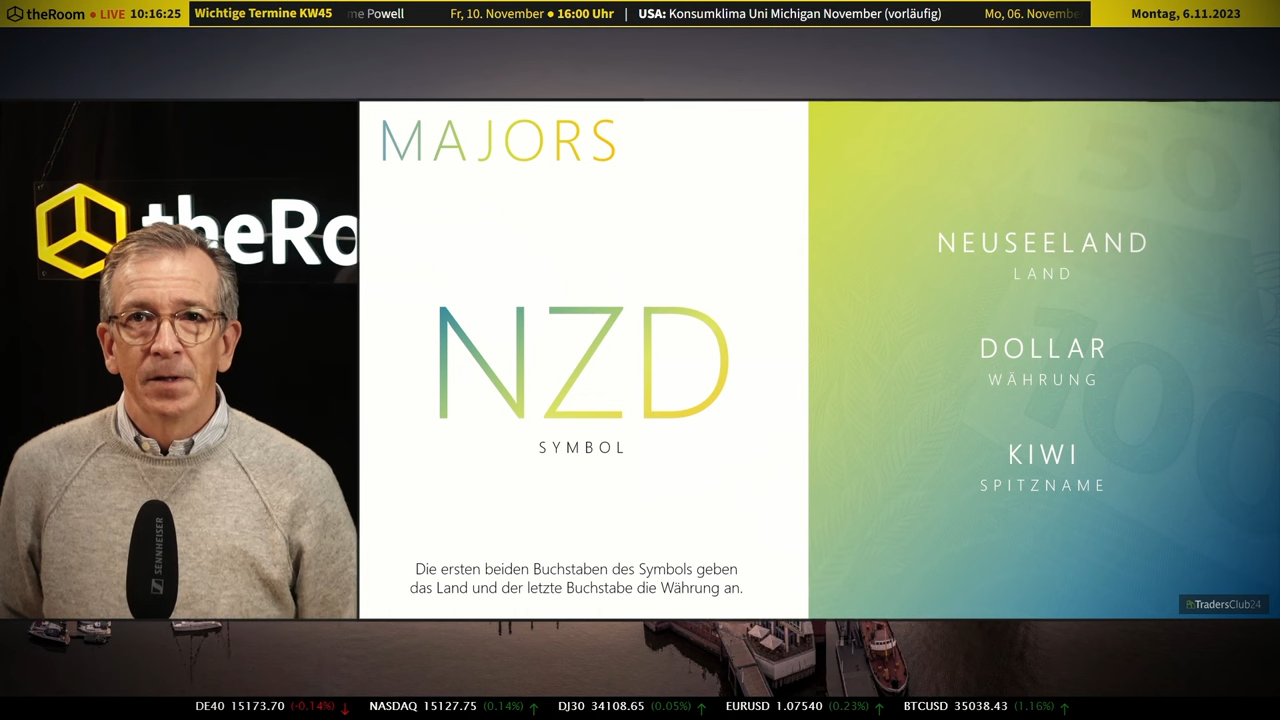 theRoom ● LIVE 10:16:25
Wichtige Termine KW45
me Powell Fr, 10. November ● 16:00 Uhr | USA: Konsumklima Uni Michigan November (vorläufig) Mo, 06. Novembe
Montag, 6.11.2023
theRo
SENNHEISER
MAJORS
NZD
SYMBOL
Die ersten beiden Buchstaben des Symbols geben
das Land und der letzte Buchstabe die Währung an.
50
100
NEUSEELAND
LAND
DOLLAR
WÄHRUNG
KIWI
SPITZNAME
TradersClub24
DE40 15173.70 (-0.14%) ↓ NASDAQ 15127.75 (0.14%) ↑ DJ30 34108.65 (0.05%) ↑ EURUSD 1.07540 (0.23%) ↑ BTCUSD 35038.43 (1.16%) ↑